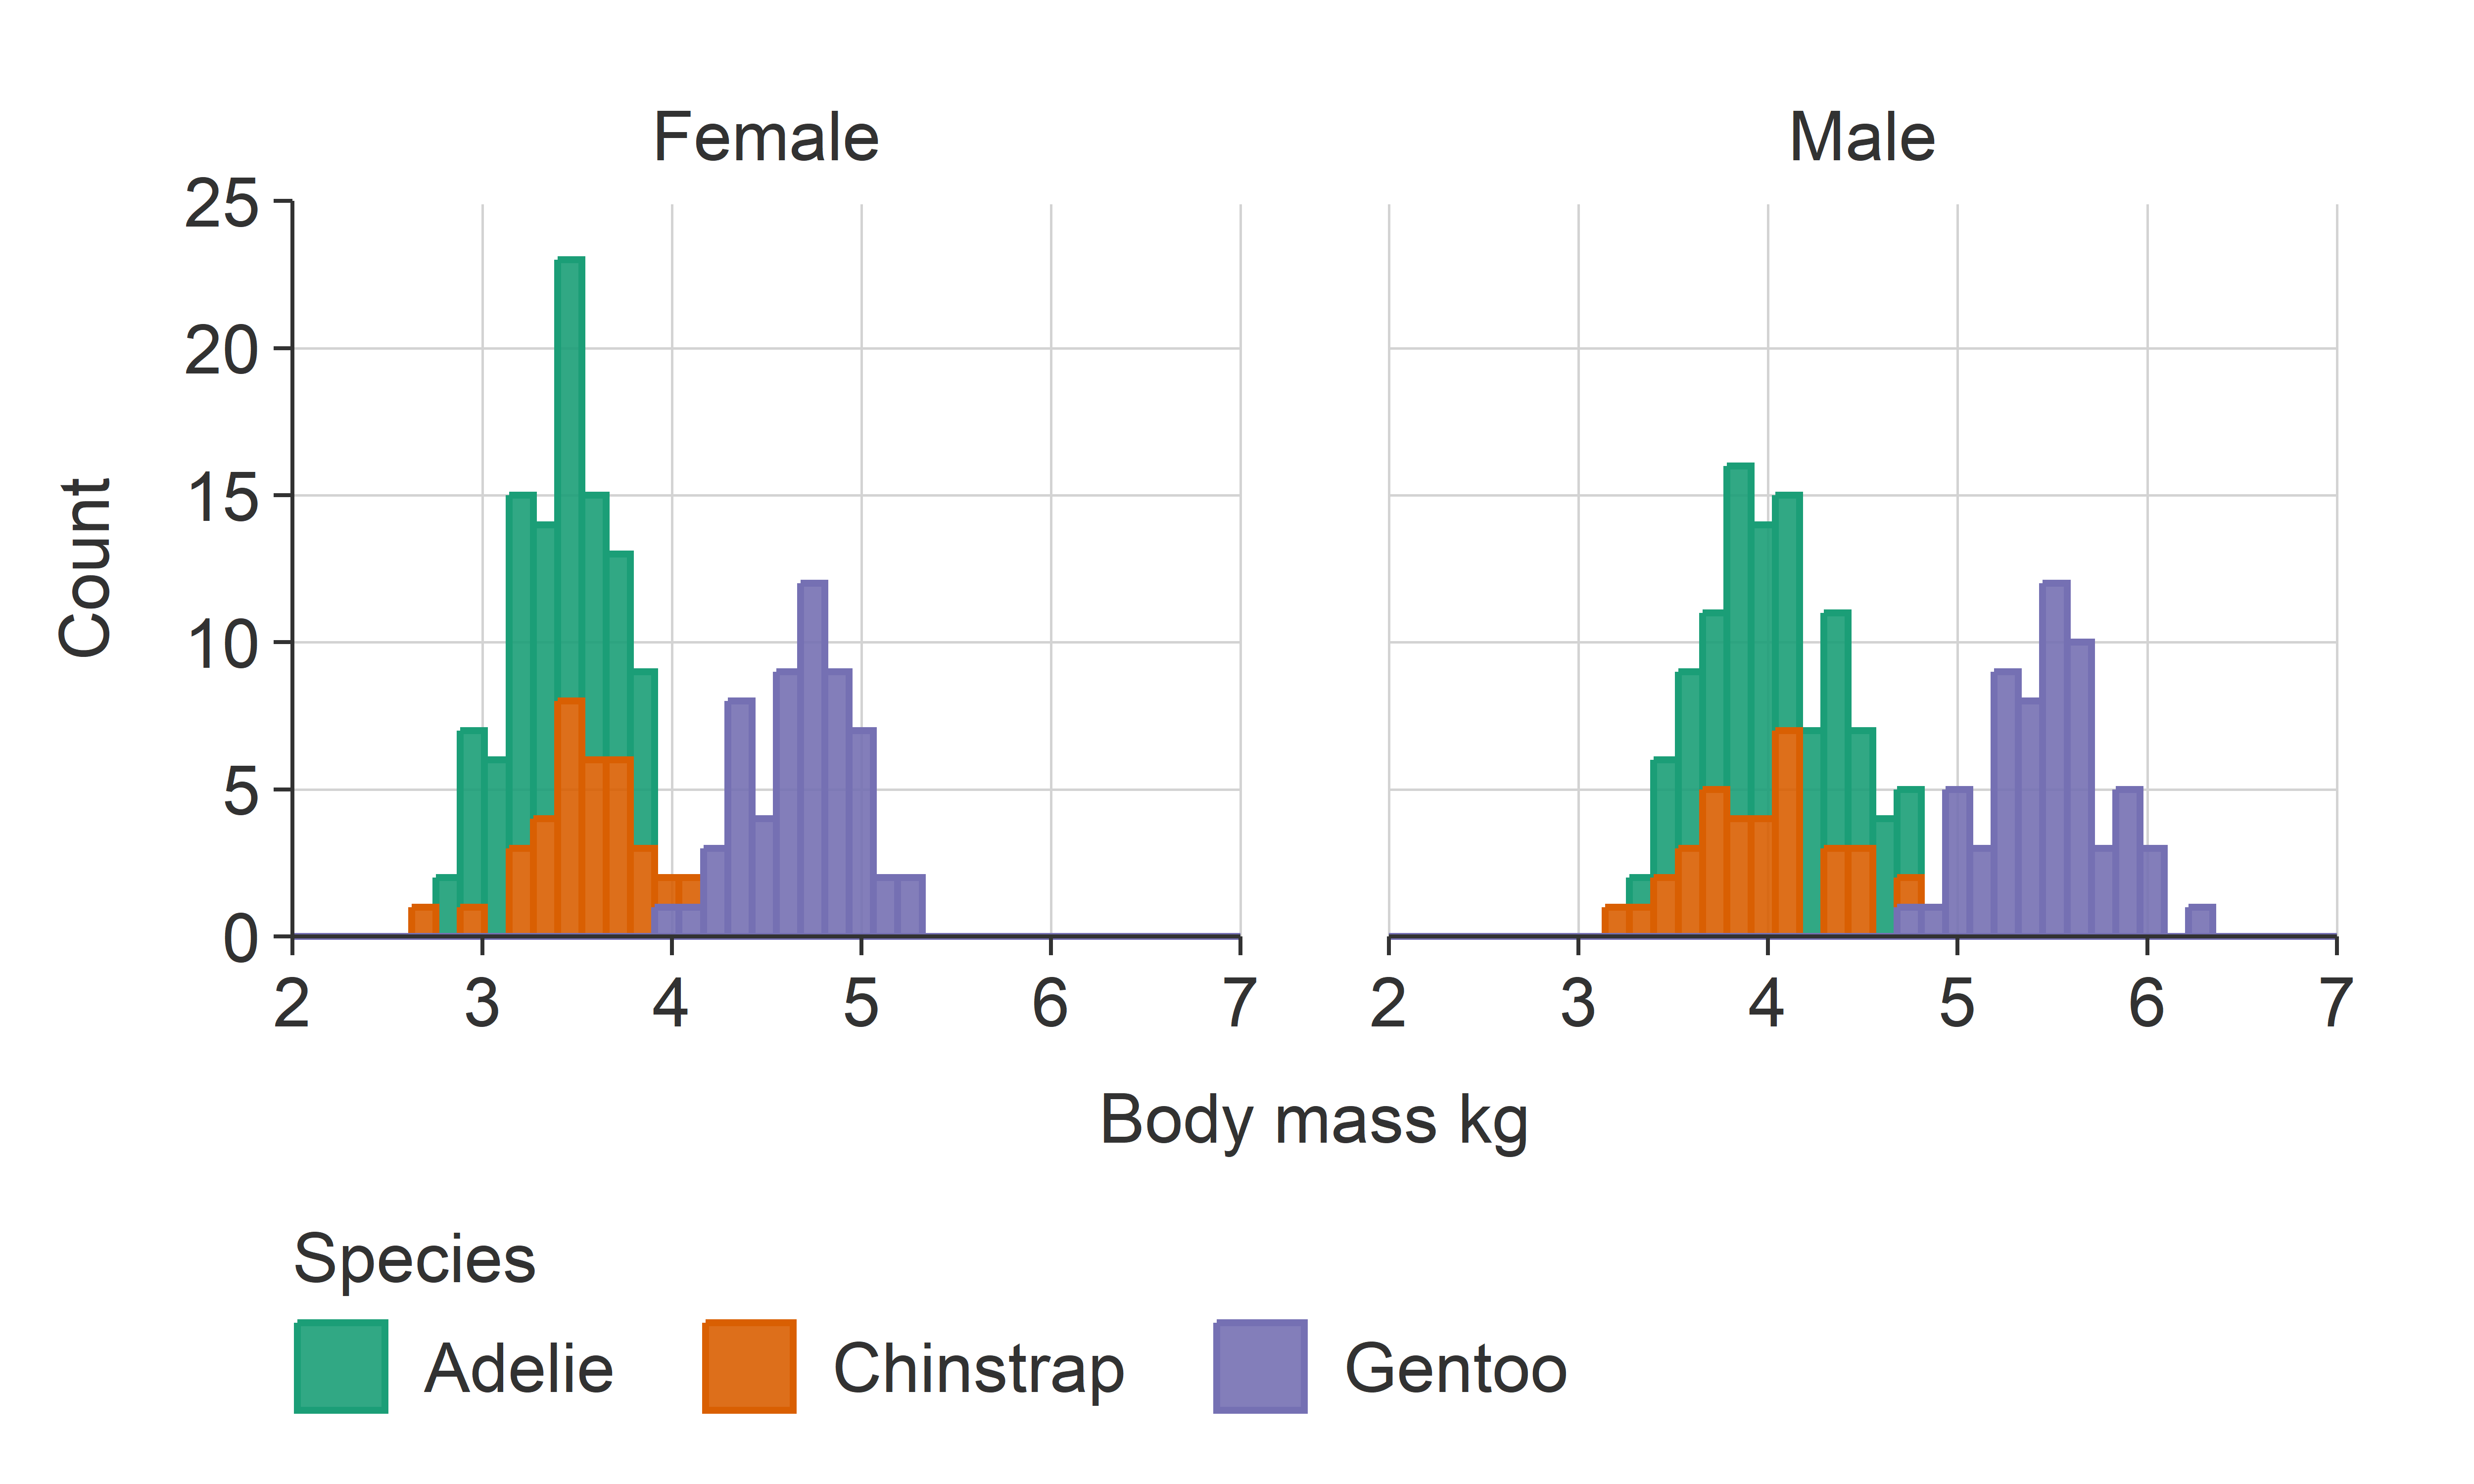 Female Male
25
20
15
10
5
0
Count
2 3 4 5 6 7 2 3 4 5 6 7
Body mass kg
Species
Adelie Chinstrap Gentoo